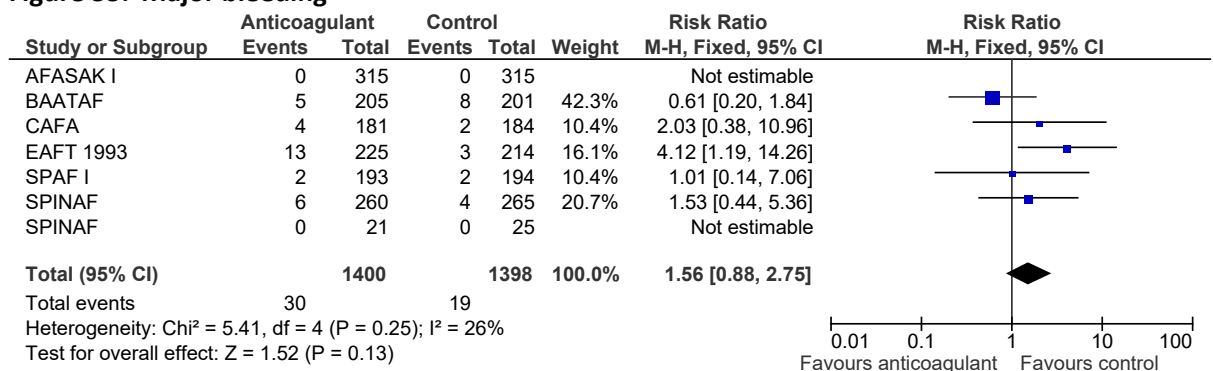 Anticoagulant Control Risk Ratio Risk Ratio
Study or Subgroup Events Total Events Total Weight M-H, Fixed, 95% CI M-H, Fixed, 95% CI
AFASAK I 0 315 0 315 Not estimable
BAATAF 5 205 8 201 42.3% 0.61 [0.20, 1.84]
CAFA 4 181 2 184 10.4% 2.03 [0.38, 10.96]
EAFT 1993 13 225 3 214 16.1% 4.12 [1.19, 14.26]
SPAF I 2 193 2 194 10.4% 1.01 [0.14, 7.06]
SPINAF 6 260 4 265 20.7% 1.53 [0.44, 5.36]
SPINAF 0 21 0 25 Not estimable
Total (95% CI) 1400 1398 100.0% 1.56 [0.88, 2.75]
Total events 30 19
Heterogeneity: Chi² = 5.41, df = 4 (P = 0.25); I² = 26%
Test for overall effect: Z = 1.52 (P = 0.13)
0.01 0.1 1 10 100
Favours anticoagulant Favours control